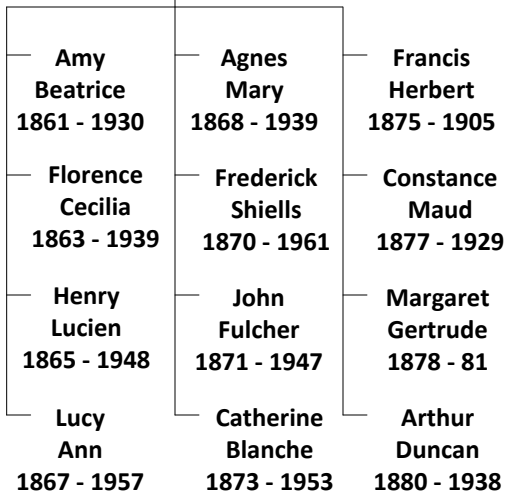 Amy
Beatrice
1861 - 1930
Florence
Cecilia
1863 - 1939
Henry
Lucien
1865 - 1948
Lucy
Ann
1867 - 1957
Agnes
Mary
1868 - 1939
Frederick
Shiells
1870 - 1961
John
Fulcher
1871 - 1947
Catherine
Blanche
1873 - 1953
Francis
Herbert
1875 - 1905
Constance
Maud
1877 - 1929
Margaret
Gertrude
1878 - 81
Arthur
Duncan
1880 - 1938